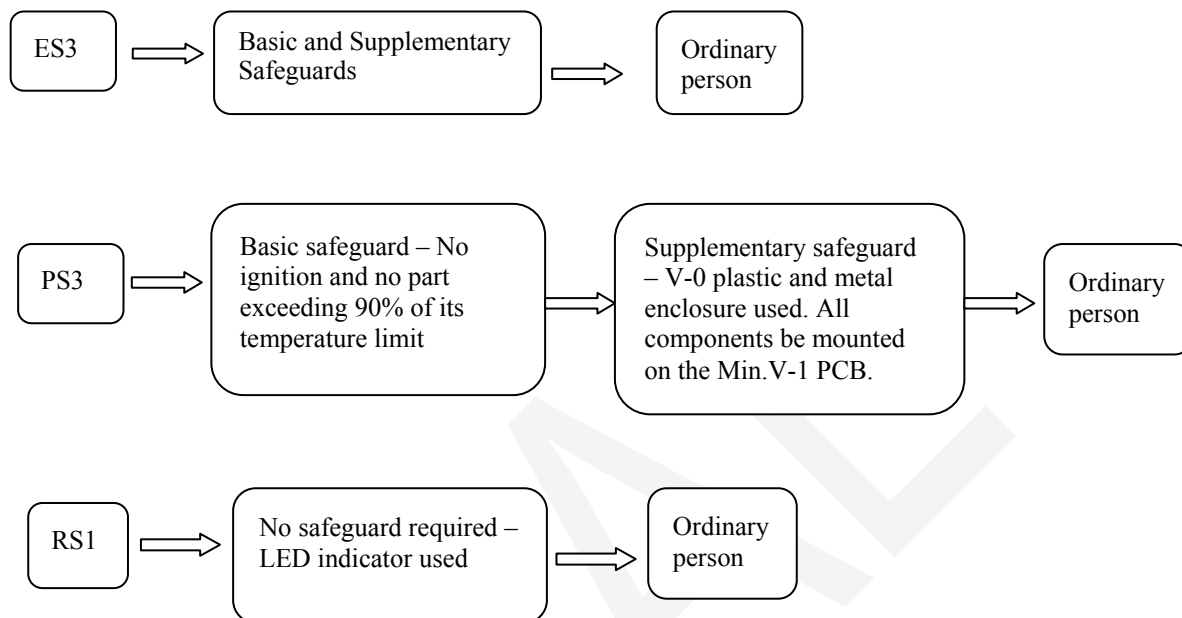 ES3
Basic and Supplementary
Safeguards
Ordinary
person
PS3
Basic safeguard – No
ignition and no part
exceeding 90% of its
temperature limit
Supplementary safeguard
– V-0 plastic and metal
enclosure used. All
components be mounted
on the Min.V-1 PCB.
Ordinary
person
RS1
No safeguard required –
LED indicator used
Ordinary
person